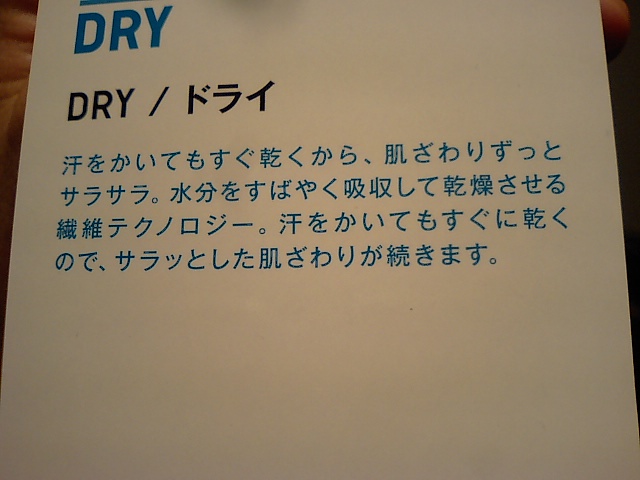 DRY
DRY / ドライ
汗をかいてもすぐ乾くから、肌ざわりずっと
サラサラ。水分をすばやく吸収して乾燥させる
繊維テクノロジー。汗をかいてもすぐに乾く
ので、サラッとした肌ざわりが続きます。